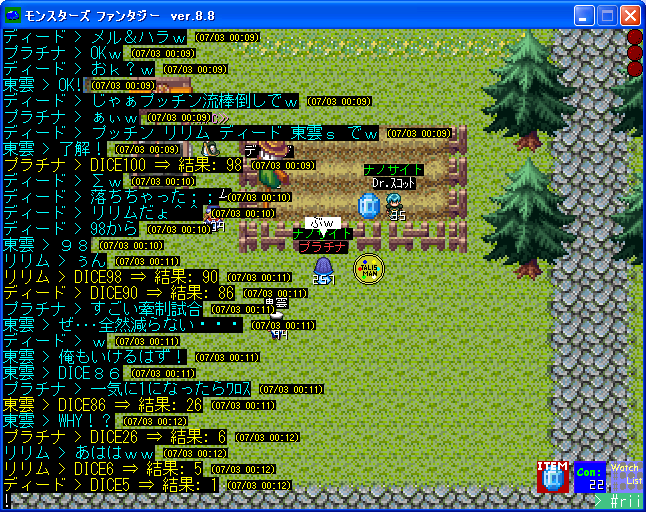 モンスターズ ファンタジー ver.8.8
ディード > メル&ハラw (07/03 00:09)
プラチナ > OKw (07/03 00:09)
ディード > おk?w (07/03 00:09)
東雲 > OK! (07/03 00:09)
ディード > じゃぁプッチン流棒倒しでw (07/03 00:09)
プラチナ > ぁぃw (07/03 00:09)
ディード > プッチン リリム ディード 東雲s でw (07/03 00:09)
東雲 > 了解! (07/03 00:09)
プラチナ > DICE100 ⇒ 結果: 98 (07/03 00:09)
ディード > Σw (07/03 00:10)
ディード > 落ちちゃった;; (07/03 00:10)
ディード > リリムだょ (07/03 00:10)
ディード > 98から (07/03 00:10)
東雲 > 98 (07/03 00:10)
リリム > ぅん (07/03 00:11)
リリム > DICE98 ⇒ 結果: 90 (07/03 00:11)
ディード > DICE90 ⇒ 結果: 86 (07/03 00:11)
プラチナ > すごい牽制試合 (07/03 00:11)
東雲 > ゼ・・・全然減らない・・・ (07/03 00:11)
ディード > w (07/03 00:11)
東雲 > 俺もいけるはず! (07/03 00:11)
東雲 > DICE86 (07/03 00:11)
プラチナ > 一気に1になったらワロス (07/03 00:11)
東雲 > DICE86 ⇒ 結果: 26 (07/03 00:11)
東雲 > WHY!? (07/03 00:12)
プラチナ > DICE26 ⇒ 結果: 6 (07/03 00:12)
リリム > あははww (07/03 00:12)
リリム > DICE6 ⇒ 結果: 5 (07/03 00:12)
ディード > DICE5 ⇒ 結果: 1 (07/03 00:12)
ナノサイト
Dr.スコット
95
ナノサイト
プラチナ
TALISMAN
ITEM
Con:
22
Watch
List
> #rii